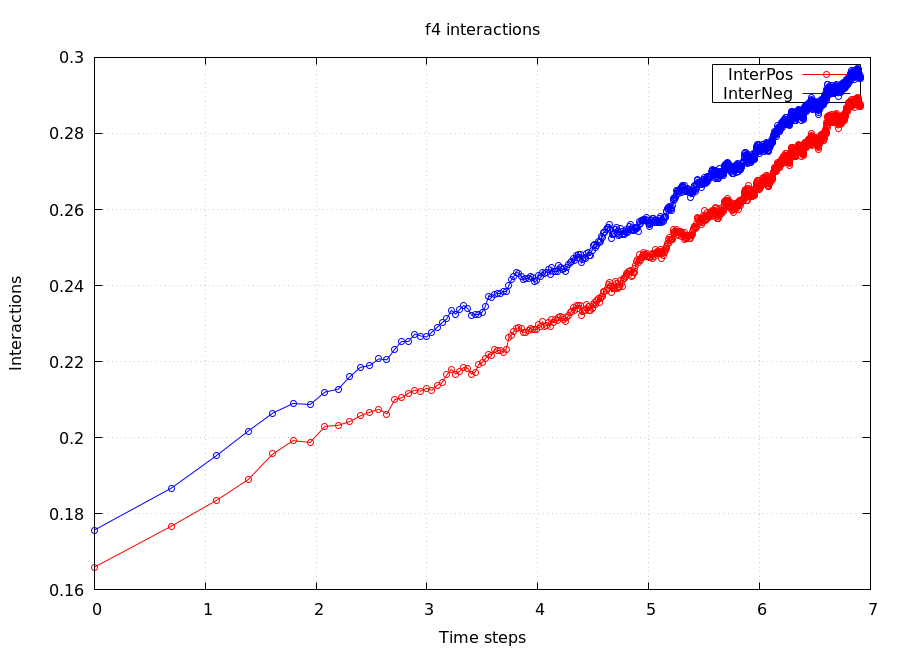 f4 interactions
0.3
0.28
0.26
0.24
0.22
0.2
0.18
0.16
Interactions
InterPos
InterNeg
0 1 2 3 4 5 6 7
Time steps